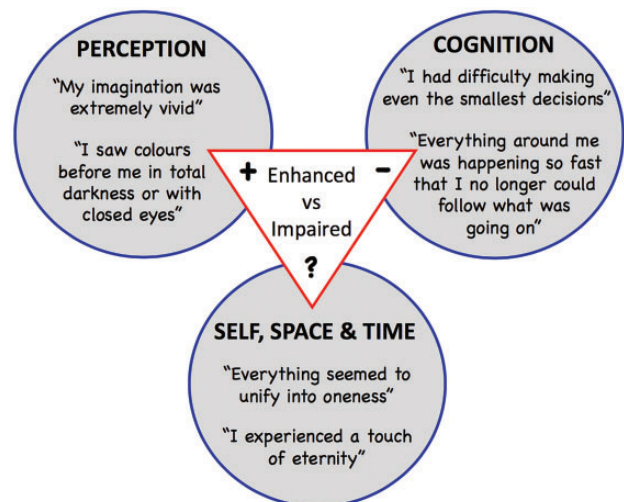 PERCEPTION
“My imagination was
extremely vivid”
“I saw colours
before me in total
darkness or with
closed eyes”
COGNITION
“I had difficulty making
even the smallest decisions”
“Everything around me
was happening so fast
that I no longer could
follow what was
going on”
+ Enhanced -
vs
Impaired
?
SELF, SPACE & TIME
“Everything seemed to
unify into oneness”
“I experienced a touch
of eternity”